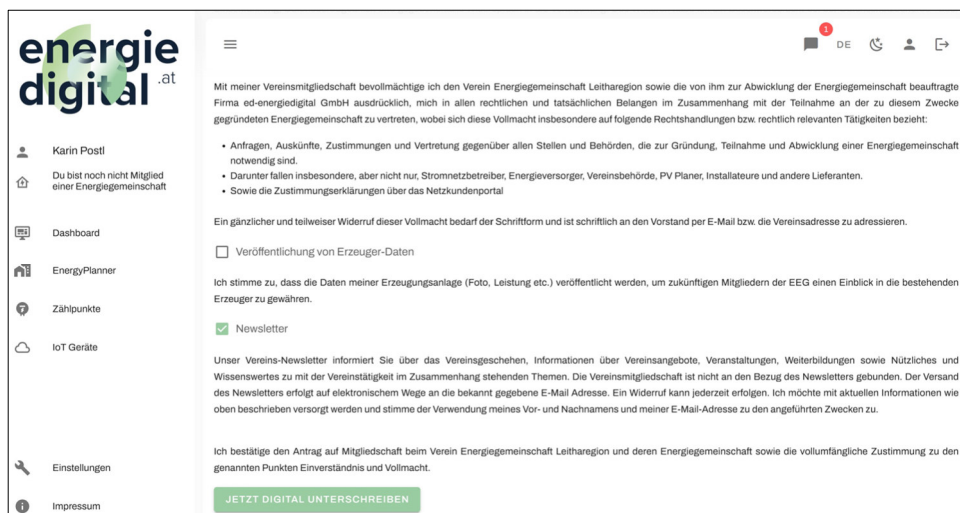 energie
digital .at
1
DE
Mit meiner Vereinsmitgliedschaft bevollmächtige ich den Verein Energiegemeinschaft Leitharegion sowie die von ihm zur Abwicklung der Energiegemeinschaft beauftragte
Firma ed-energiedigital GmbH ausdrücklich, mich in allen rechtlichen und tatsächlichen Belangen im Zusammenhang mit der Teilnahme an der zu diesem Zwecke
gegründeten Energiegemeinschaft zu vertreten, wobei sich diese Vollmacht insbesondere auf folgende Rechtshandlungen bzw. rechtlich relevanten Tätigkeiten bezieht:
• Anfragen, Auskünfte, Zustimmungen und Vertretung gegenüber allen Stellen und Behörden, die zur Gründung, Teilnahme und Abwicklung einer Energiegemeinschaft
notwendig sind.
• Darunter fallen insbesondere, aber nicht nur, Stromnetzbetreiber, Energieversorger, Vereinsbehörde, PV Planer, Installateure und andere Lieferanten.
• Sowie die Zustimmungserklärungen über das Netzkundenportal
Ein gänzlicher und teilweiser Widerruf dieser Vollmacht bedarf der Schriftform und ist schriftlich an den Vorstand per E-Mail bzw. die Vereinsadresse zu adressieren.
Veröffentlichung von Erzeuger-Daten
Ich stimme zu, dass die Daten meiner Erzeugungsanlage (Foto, Leistung etc.) veröffentlicht werden, um zukünftigen Mitgliedern der EEG einen Einblick in die bestehenden
Erzeuger zu gewähren.
Newsletter
Unser Vereins-Newsletter informiert Sie über das Vereinsgeschehen, Informationen über Vereinsangebote, Veranstaltungen, Weiterbildungen sowie Nützliches und
Wissenswertes zu mit der Vereinstätigkeit im Zusammenhang stehenden Themen. Die Vereinsmitgliedschaft ist nicht an den Bezug des Newsletters gebunden. Der Versand
des Newsletters erfolgt auf elektronischem Wege an die bekannt gegebene E-Mail Adresse. Ein Widerruf kann jederzeit erfolgen. Ich möchte mit aktuellen Informationen wie
oben beschrieben versorgt werden und stimme der Verwendung meines Vor- und Nachnamens und meiner E-Mail-Adresse zu den angeführten Zwecken zu.
Ich bestätige den Antrag auf Mitgliedschaft beim Verein Energiegemeinschaft Leitharegion und deren Energiegemeinschaft sowie die vollumfängliche Zustimmung zu den
genannten Punkten Einverständnis und Vollmacht.
JETZT DIGITAL UNTERSCHREIBEN
Karin Postl
Du bist noch nicht Mitglied
einer Energiegemeinschaft
Dashboard
EnergyPlanner
Zählpunkte
IoT Geräte
Einstellungen
Impressum